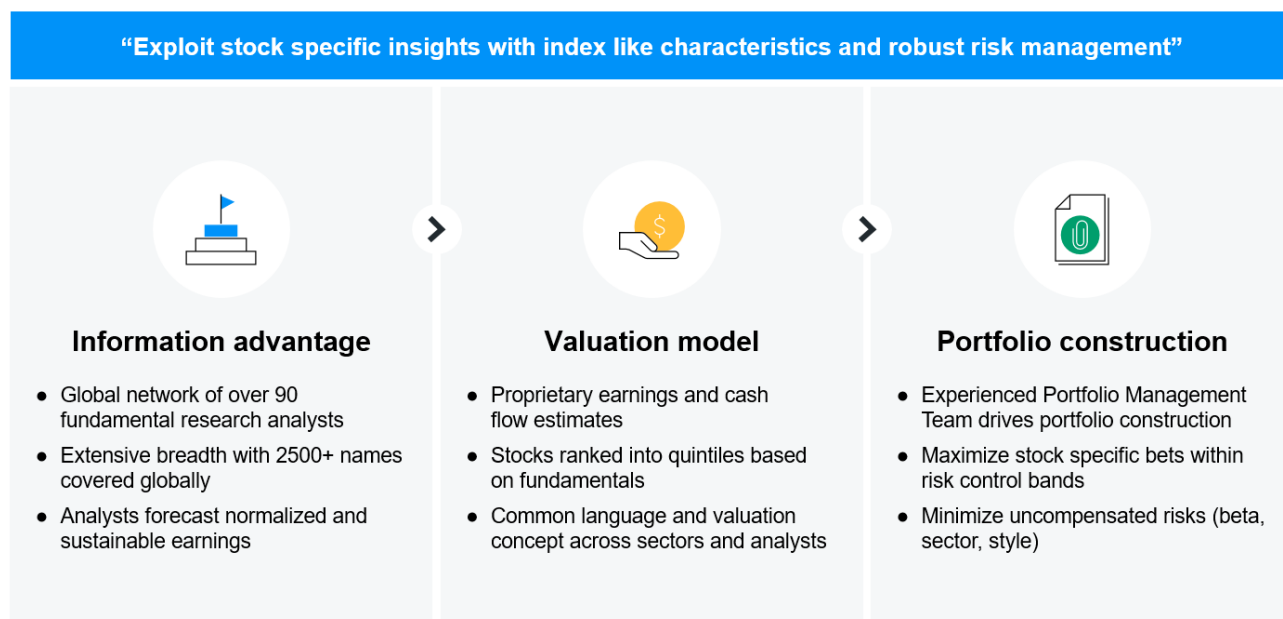 “Exploit stock specific insights with index like characteristics and robust risk management”
Information advantage
● Global network of over 90
fundamental research analysts
● Extensive breadth with 2500+ names
covered globally
● Analysts forecast normalized and
sustainable earnings
$
Valuation model
● Proprietary earnings and cash
flow estimates
● Stocks ranked into quintiles based
on fundamentals
● Common language and valuation
concept across sectors and analysts
Portfolio construction
● Experienced Portfolio Management
Team drives portfolio construction
● Maximize stock specific bets within
risk control bands
● Minimize uncompensated risks (beta,
sector, style)